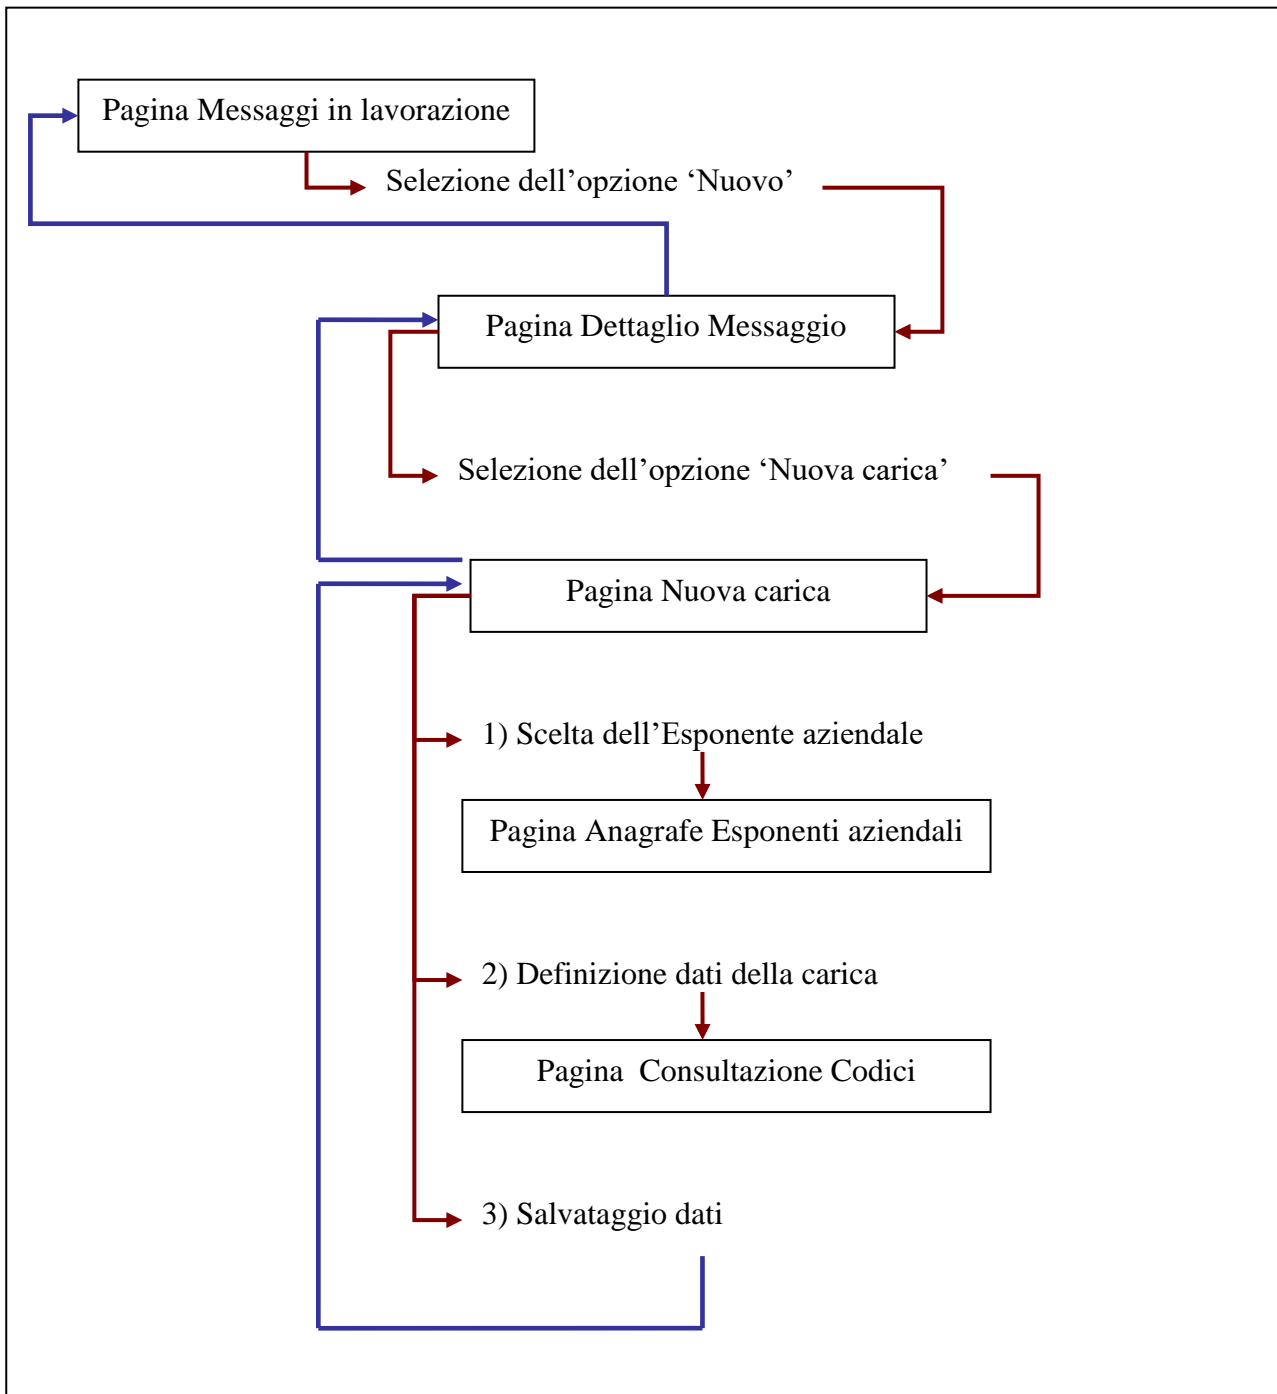 Pagina Messaggi in lavorazione
Selezione dell’opzione ‘Nuovo’
Pagina Dettaglio Messaggio
Selezione dell’opzione ‘Nuova carica’
Pagina Nuova carica
1) Scelta dell’Esponente aziendale
Pagina Anagrafe Esponenti aziendali
2) Definizione dati della carica
Pagina  Consultazione Codici
3) Salvataggio dati